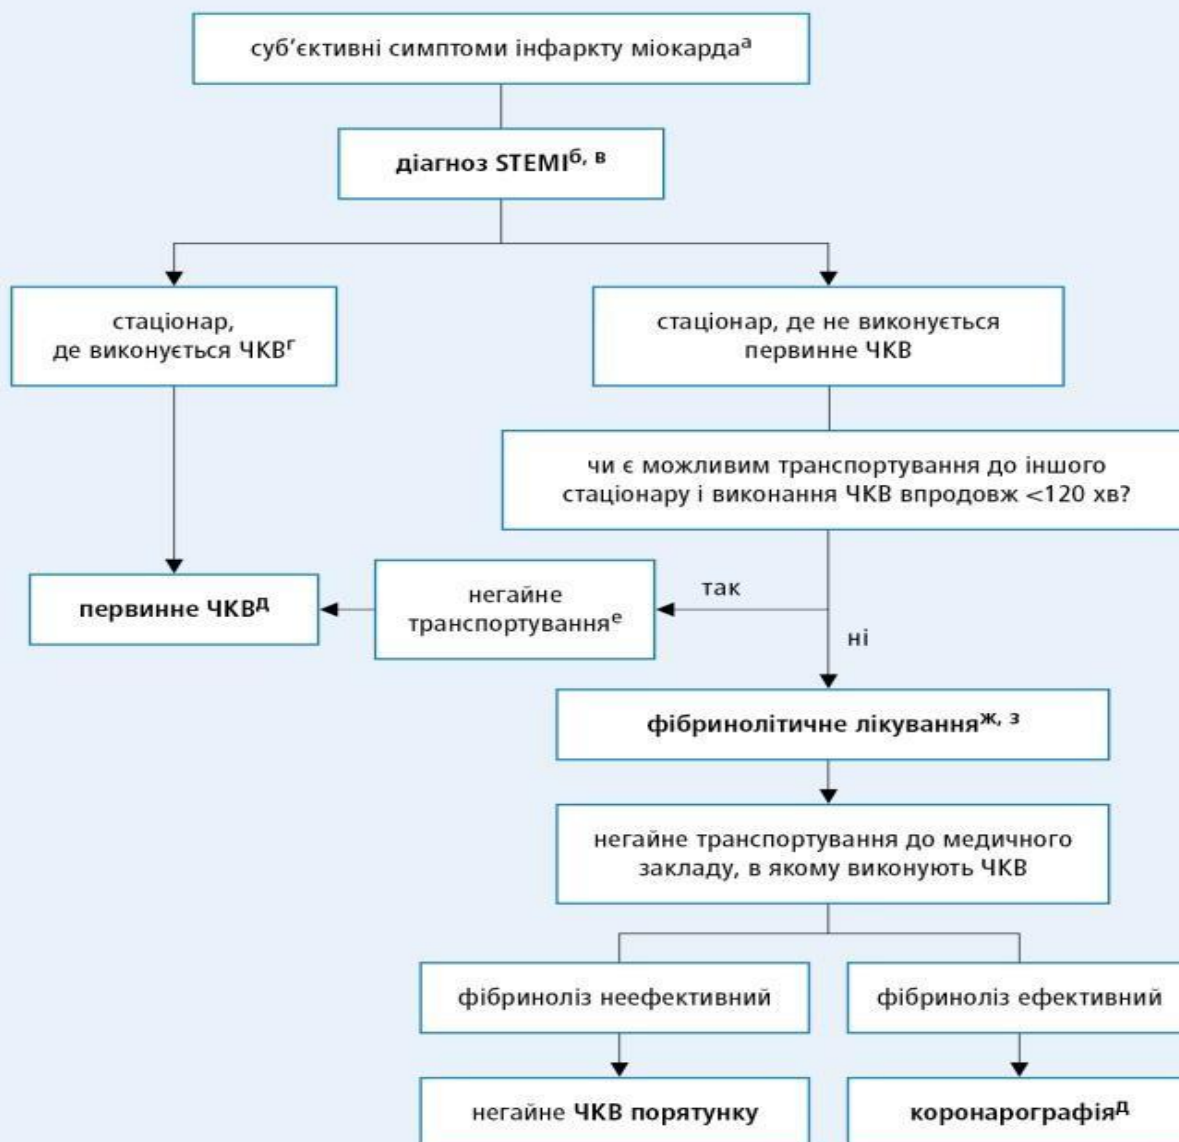 суб’єктивні симптоми інфаркту міокардаᵃ
діагноз STEMIб, в
стаціонар,
де виконується ЧКВг
стаціонар, де не виконується
первинне ЧКВ
чи є можливим транспортування до іншого
стаціонару і виконання ЧКВ впродовж <120 хв?
первинне ЧКВд
негайне
транспортуванняе
так
ні
фібринолітичне лікуванняж, з
негайне транспортування до медичного
закладу, в якому виконують ЧКВ
фібриноліз неефективний
фібриноліз ефективний
негайне ЧКВ порятунку
коронарографіяд